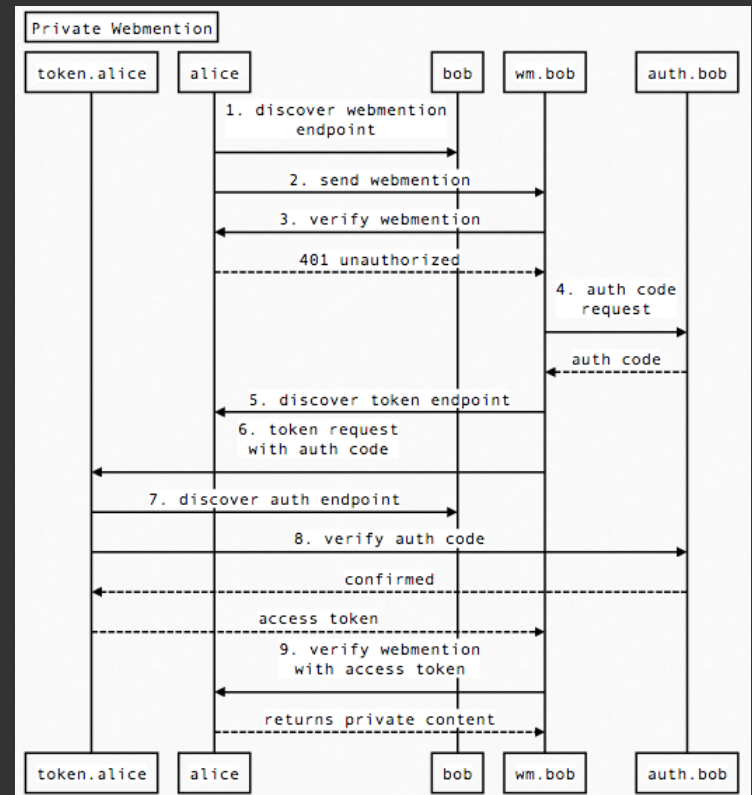 Private Webmention
token.alice alice bob wm.bob auth.bob
1. discover webmention
endpoint
2. send webmention
3. verify webmention
401 unauthorized
4. auth code
request
auth code
5. discover token endpoint
6. token request
with auth code
7. discover auth endpoint
8. verify auth code
confirmed
access token
9. verify webmention
with access token
returns private content
token.alice alice bob wm.bob auth.bob